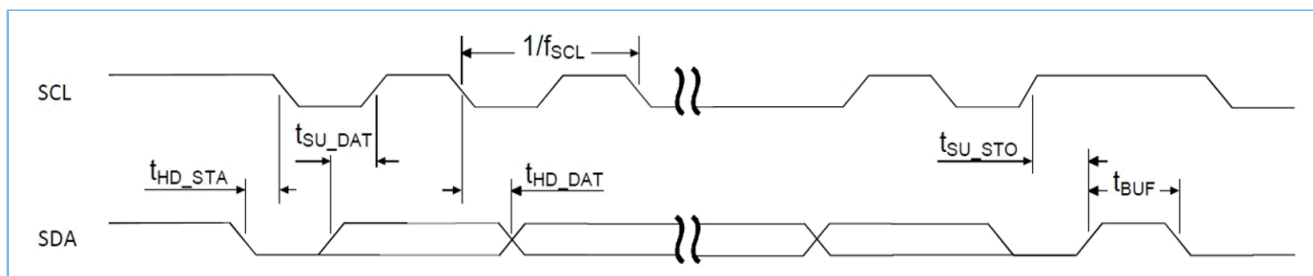 1/fSCL
SCL
tSU_DAT
tSU_STO
tHD_STA
tHD_DAT
tBUF
SDA